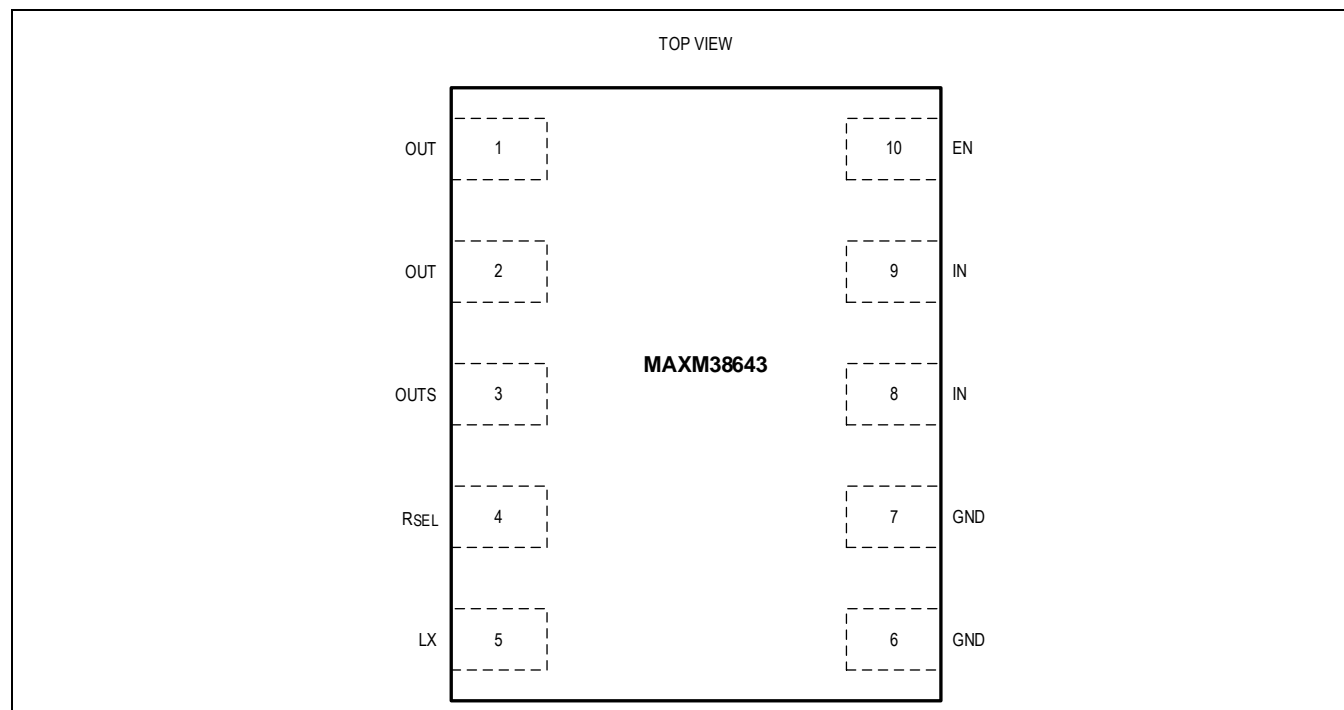 TOP VIEW
OUT 1 10 EN
OUT 2 9 IN
MAXM38643
OUTS 3 8 IN
RSEL 4 7 GND
LX 5 6 GND